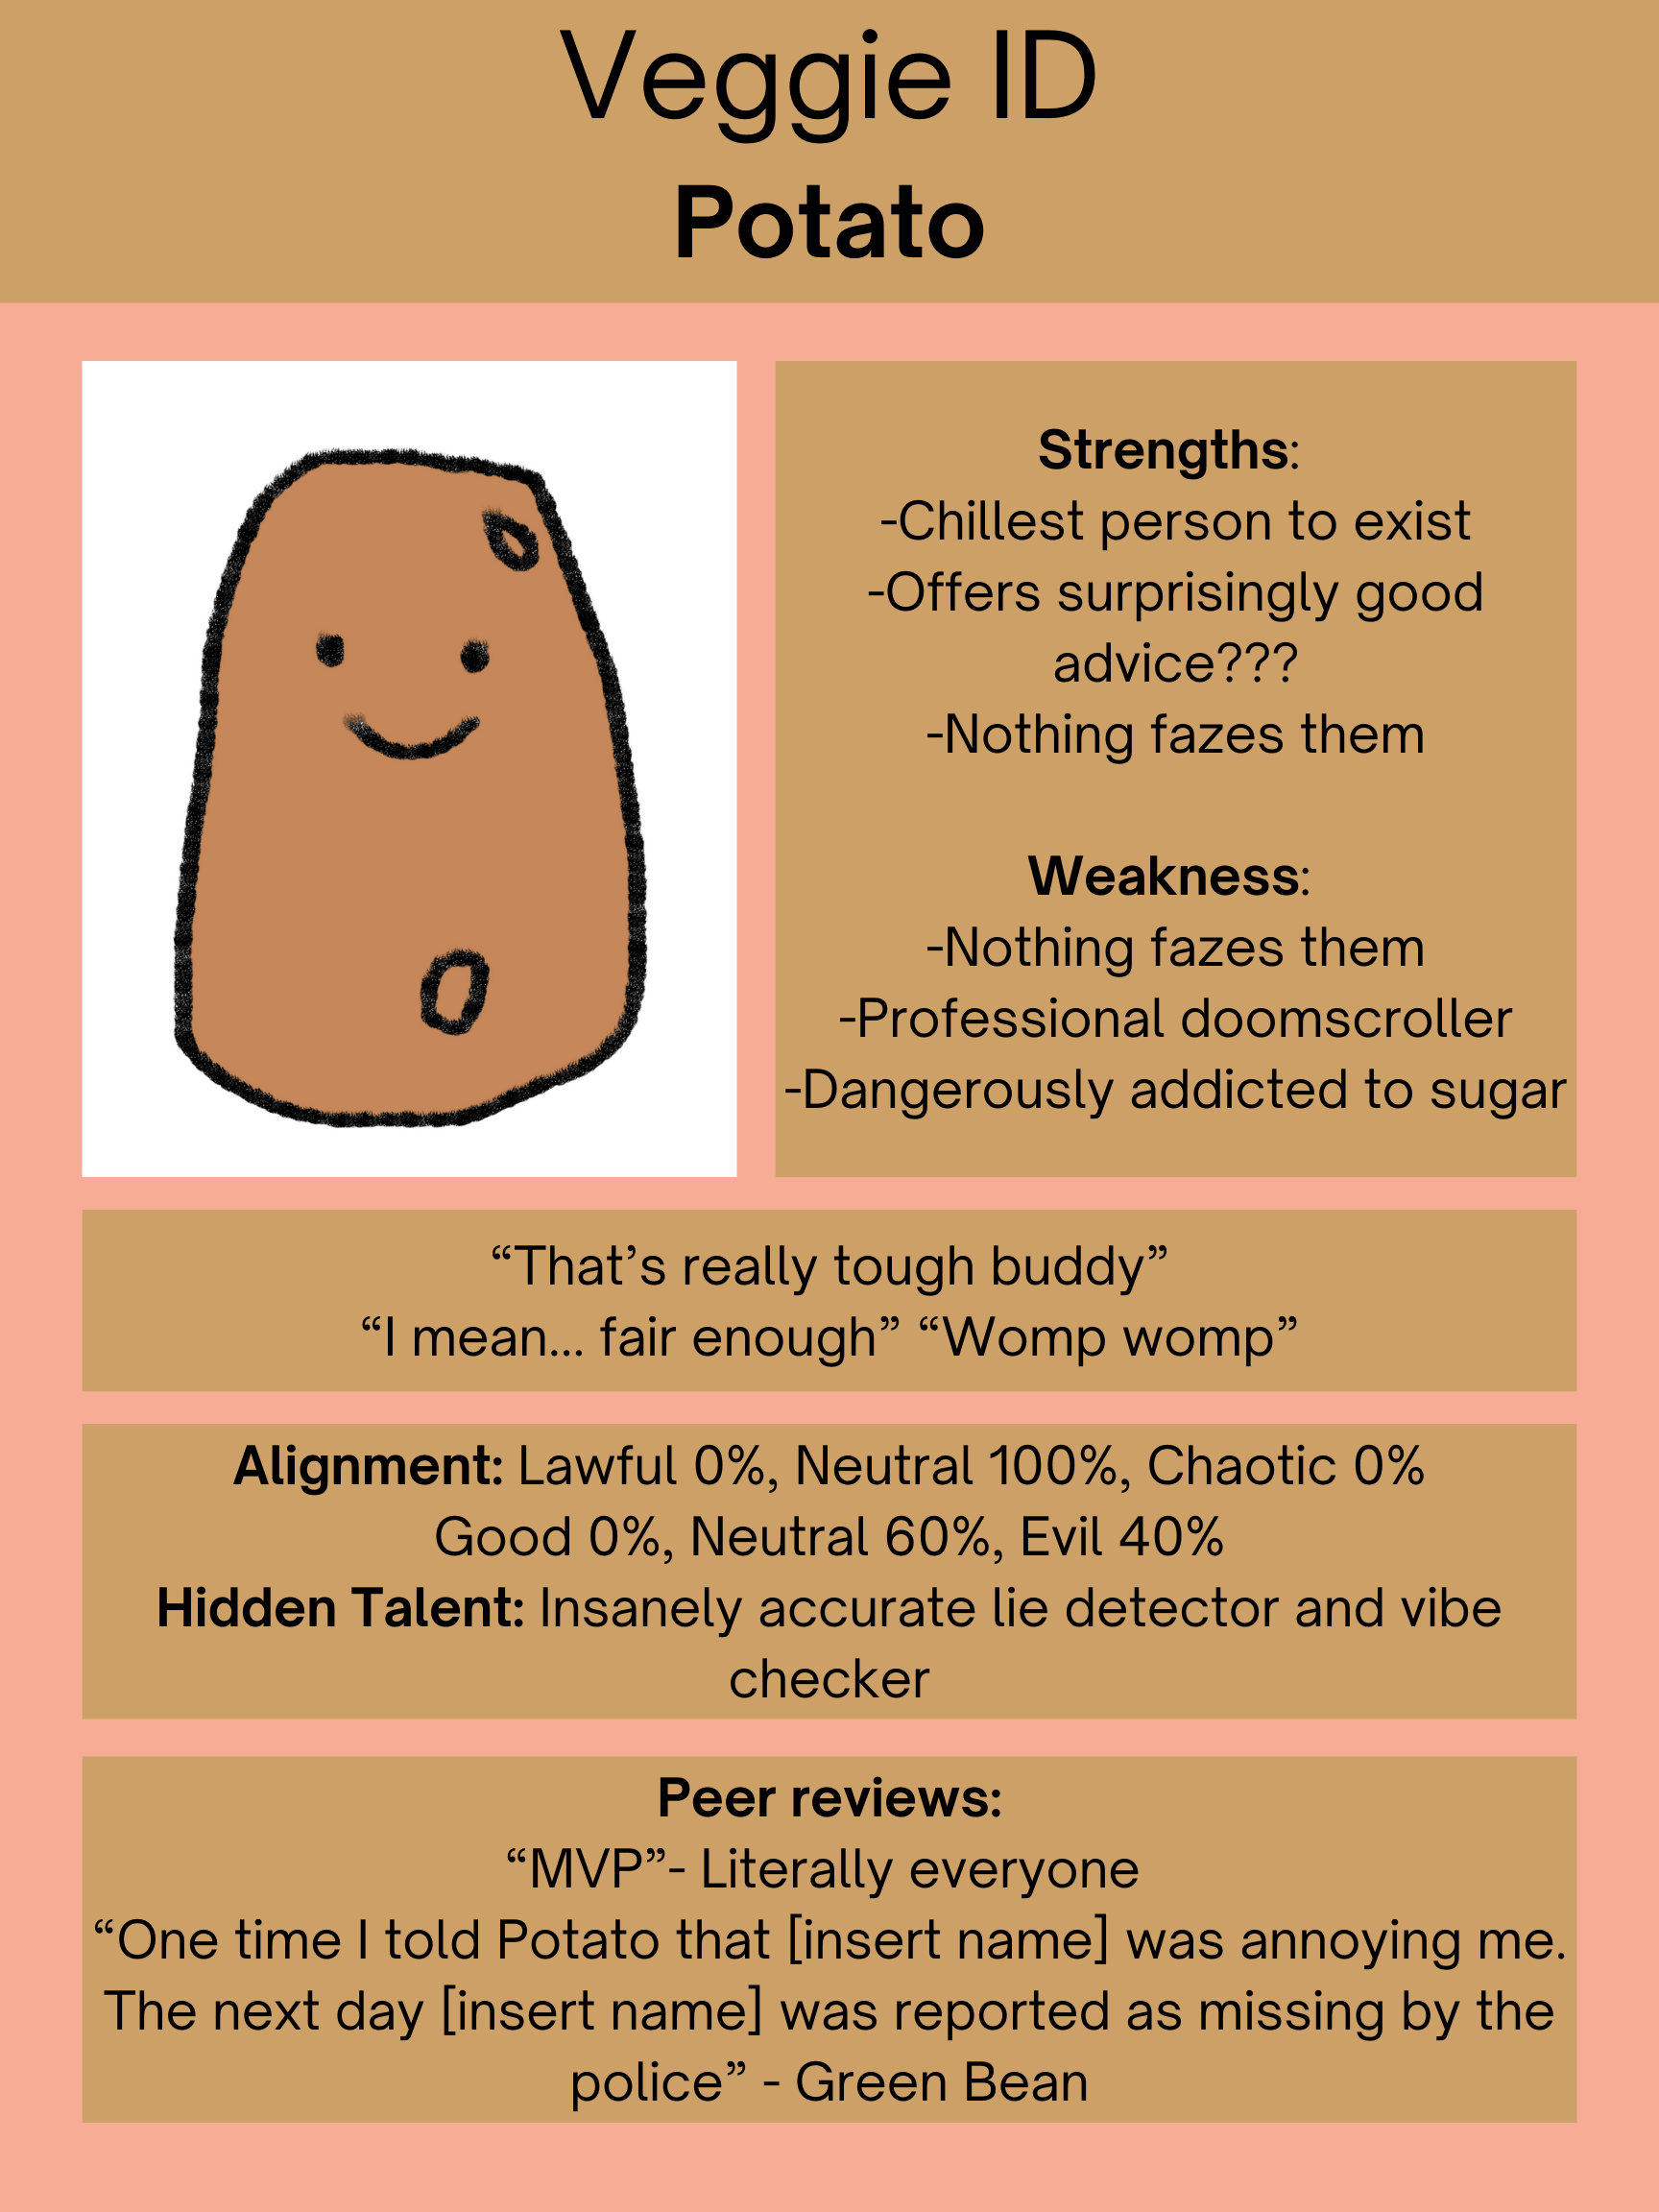 Veggie ID
Potato
Strengths:
-Chillest person to exist
-Offers surprisingly good
advice???
-Nothing fazes them
Weakness:
-Nothing fazes them
-Professional doomscroller
-Dangerously addicted to sugar
“That’s really tough buddy”
“I mean... fair enough” “Womp womp”
Alignment: Lawful 0%, Neutral 100%, Chaotic 0%
Good 0%, Neutral 60%, Evil 40%
Hidden Talent: Insanely accurate lie detector and vibe
checker
Peer reviews:
“MVP”- Literally everyone
“One time I told Potato that [insert name] was annoying me.
The next day [insert name] was reported as missing by the
police” - Green Bean